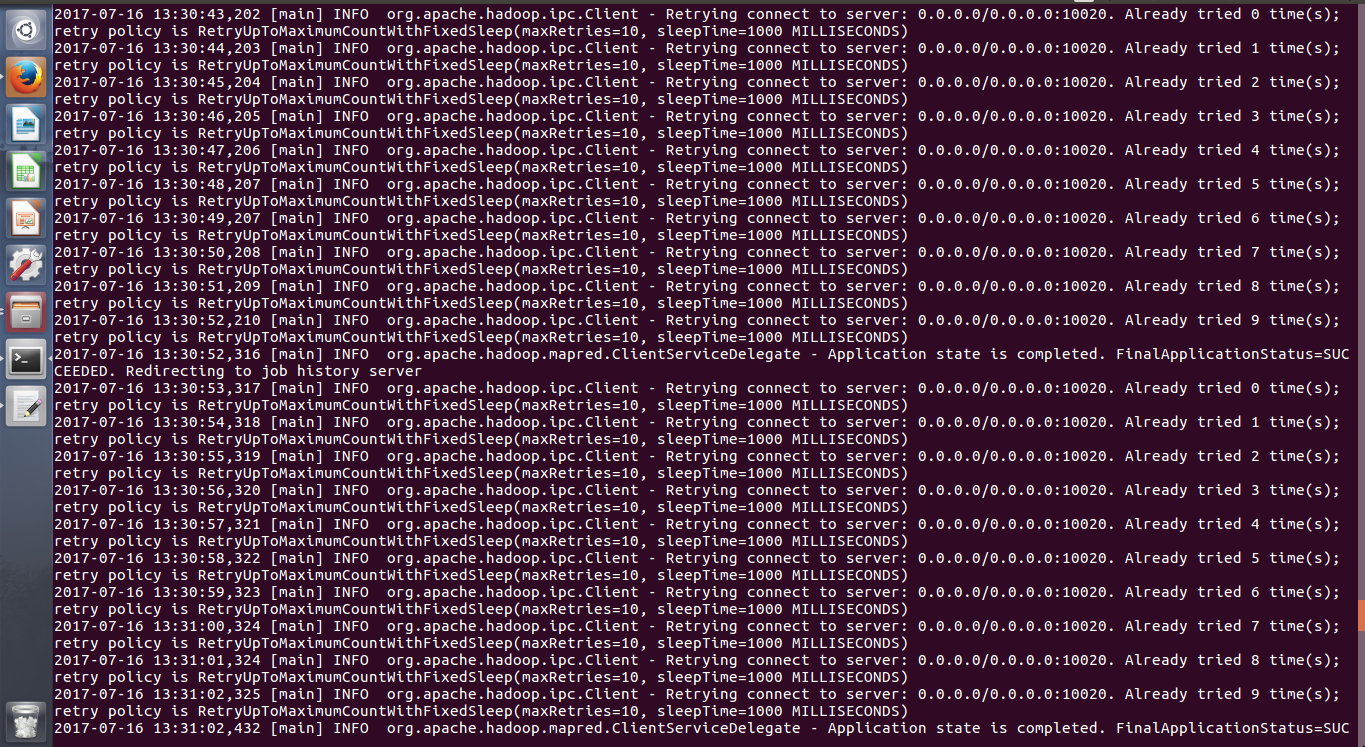 2017-07-16 13:30:43,202 [main] INFO  org.apache.hadoop.ipc.Client - Retrying connect to server: 0.0.0.0/0.0.0.0:10020. Already tried 0 time(s);
retry policy is RetryUpToMaximumCountWithFixedSleep(maxRetries=10, sleepTime=1000 MILLISECONDS)
2017-07-16 13:30:44,203 [main] INFO  org.apache.hadoop.ipc.Client - Retrying connect to server: 0.0.0.0/0.0.0.0:10020. Already tried 1 time(s);
retry policy is RetryUpToMaximumCountWithFixedSleep(maxRetries=10, sleepTime=1000 MILLISECONDS)
2017-07-16 13:30:45,204 [main] INFO  org.apache.hadoop.ipc.Client - Retrying connect to server: 0.0.0.0/0.0.0.0:10020. Already tried 2 time(s);
retry policy is RetryUpToMaximumCountWithFixedSleep(maxRetries=10, sleepTime=1000 MILLISECONDS)
2017-07-16 13:30:46,205 [main] INFO  org.apache.hadoop.ipc.Client - Retrying connect to server: 0.0.0.0/0.0.0.0:10020. Already tried 3 time(s);
retry policy is RetryUpToMaximumCountWithFixedSleep(maxRetries=10, sleepTime=1000 MILLISECONDS)
2017-07-16 13:30:47,206 [main] INFO  org.apache.hadoop.ipc.Client - Retrying connect to server: 0.0.0.0/0.0.0.0:10020. Already tried 4 time(s);
retry policy is RetryUpToMaximumCountWithFixedSleep(maxRetries=10, sleepTime=1000 MILLISECONDS)
2017-07-16 13:30:48,207 [main] INFO  org.apache.hadoop.ipc.Client - Retrying connect to server: 0.0.0.0/0.0.0.0:10020. Already tried 5 time(s);
retry policy is RetryUpToMaximumCountWithFixedSleep(maxRetries=10, sleepTime=1000 MILLISECONDS)
2017-07-16 13:30:49,207 [main] INFO  org.apache.hadoop.ipc.Client - Retrying connect to server: 0.0.0.0/0.0.0.0:10020. Already tried 6 time(s);
retry policy is RetryUpToMaximumCountWithFixedSleep(maxRetries=10, sleepTime=1000 MILLISECONDS)
2017-07-16 13:30:50,208 [main] INFO  org.apache.hadoop.ipc.Client - Retrying connect to server: 0.0.0.0/0.0.0.0:10020. Already tried 7 time(s);
retry policy is RetryUpToMaximumCountWithFixedSleep(maxRetries=10, sleepTime=1000 MILLISECONDS)
2017-07-16 13:30:51,209 [main] INFO  org.apache.hadoop.ipc.Client - Retrying connect to server: 0.0.0.0/0.0.0.0:10020. Already tried 8 time(s);
retry policy is RetryUpToMaximumCountWithFixedSleep(maxRetries=10, sleepTime=1000 MILLISECONDS)
2017-07-16 13:30:52,210 [main] INFO  org.apache.hadoop.ipc.Client - Retrying connect to server: 0.0.0.0/0.0.0.0:10020. Already tried 9 time(s);
retry policy is RetryUpToMaximumCountWithFixedSleep(maxRetries=10, sleepTime=1000 MILLISECONDS)
2017-07-16 13:30:52,316 [main] INFO  org.apache.hadoop.mapred.ClientServiceDelegate - Application state is completed. FinalApplicationStatus=SUC
CEEDED. Redirecting to job history server
2017-07-16 13:30:53,317 [main] INFO  org.apache.hadoop.ipc.Client - Retrying connect to server: 0.0.0.0/0.0.0.0:10020. Already tried 0 time(s);
retry policy is RetryUpToMaximumCountWithFixedSleep(maxRetries=10, sleepTime=1000 MILLISECONDS)
2017-07-16 13:30:54,318 [main] INFO  org.apache.hadoop.ipc.Client - Retrying connect to server: 0.0.0.0/0.0.0.0:10020. Already tried 1 time(s);
retry policy is RetryUpToMaximumCountWithFixedSleep(maxRetries=10, sleepTime=1000 MILLISECONDS)
2017-07-16 13:30:55,319 [main] INFO  org.apache.hadoop.ipc.Client - Retrying connect to server: 0.0.0.0/0.0.0.0:10020. Already tried 2 time(s);
retry policy is RetryUpToMaximumCountWithFixedSleep(maxRetries=10, sleepTime=1000 MILLISECONDS)
2017-07-16 13:30:56,320 [main] INFO  org.apache.hadoop.ipc.Client - Retrying connect to server: 0.0.0.0/0.0.0.0:10020. Already tried 3 time(s);
retry policy is RetryUpToMaximumCountWithFixedSleep(maxRetries=10, sleepTime=1000 MILLISECONDS)
2017-07-16 13:30:57,321 [main] INFO  org.apache.hadoop.ipc.Client - Retrying connect to server: 0.0.0.0/0.0.0.0:10020. Already tried 4 time(s);
retry policy is RetryUpToMaximumCountWithFixedSleep(maxRetries=10, sleepTime=1000 MILLISECONDS)
2017-07-16 13:30:58,322 [main] INFO  org.apache.hadoop.ipc.Client - Retrying connect to server: 0.0.0.0/0.0.0.0:10020. Already tried 5 time(s);
retry policy is RetryUpToMaximumCountWithFixedSleep(maxRetries=10, sleepTime=1000 MILLISECONDS)
2017-07-16 13:30:59,323 [main] INFO  org.apache.hadoop.ipc.Client - Retrying connect to server: 0.0.0.0/0.0.0.0:10020. Already tried 6 time(s);
retry policy is RetryUpToMaximumCountWithFixedSleep(maxRetries=10, sleepTime=1000 MILLISECONDS)
2017-07-16 13:31:00,324 [main] INFO  org.apache.hadoop.ipc.Client - Retrying connect to server: 0.0.0.0/0.0.0.0:10020. Already tried 7 time(s);
retry policy is RetryUpToMaximumCountWithFixedSleep(maxRetries=10, sleepTime=1000 MILLISECONDS)
2017-07-16 13:31:01,324 [main] INFO  org.apache.hadoop.ipc.Client - Retrying connect to server: 0.0.0.0/0.0.0.0:10020. Already tried 8 time(s);
retry policy is RetryUpToMaximumCountWithFixedSleep(maxRetries=10, sleepTime=1000 MILLISECONDS)
2017-07-16 13:31:02,325 [main] INFO  org.apache.hadoop.ipc.Client - Retrying connect to server: 0.0.0.0/0.0.0.0:10020. Already tried 9 time(s);
retry policy is RetryUpToMaximumCountWithFixedSleep(maxRetries=10, sleepTime=1000 MILLISECONDS)
2017-07-16 13:31:02,432 [main] INFO  org.apache.hadoop.mapred.ClientServiceDelegate - Application state is completed. FinalApplicationStatus=SUC